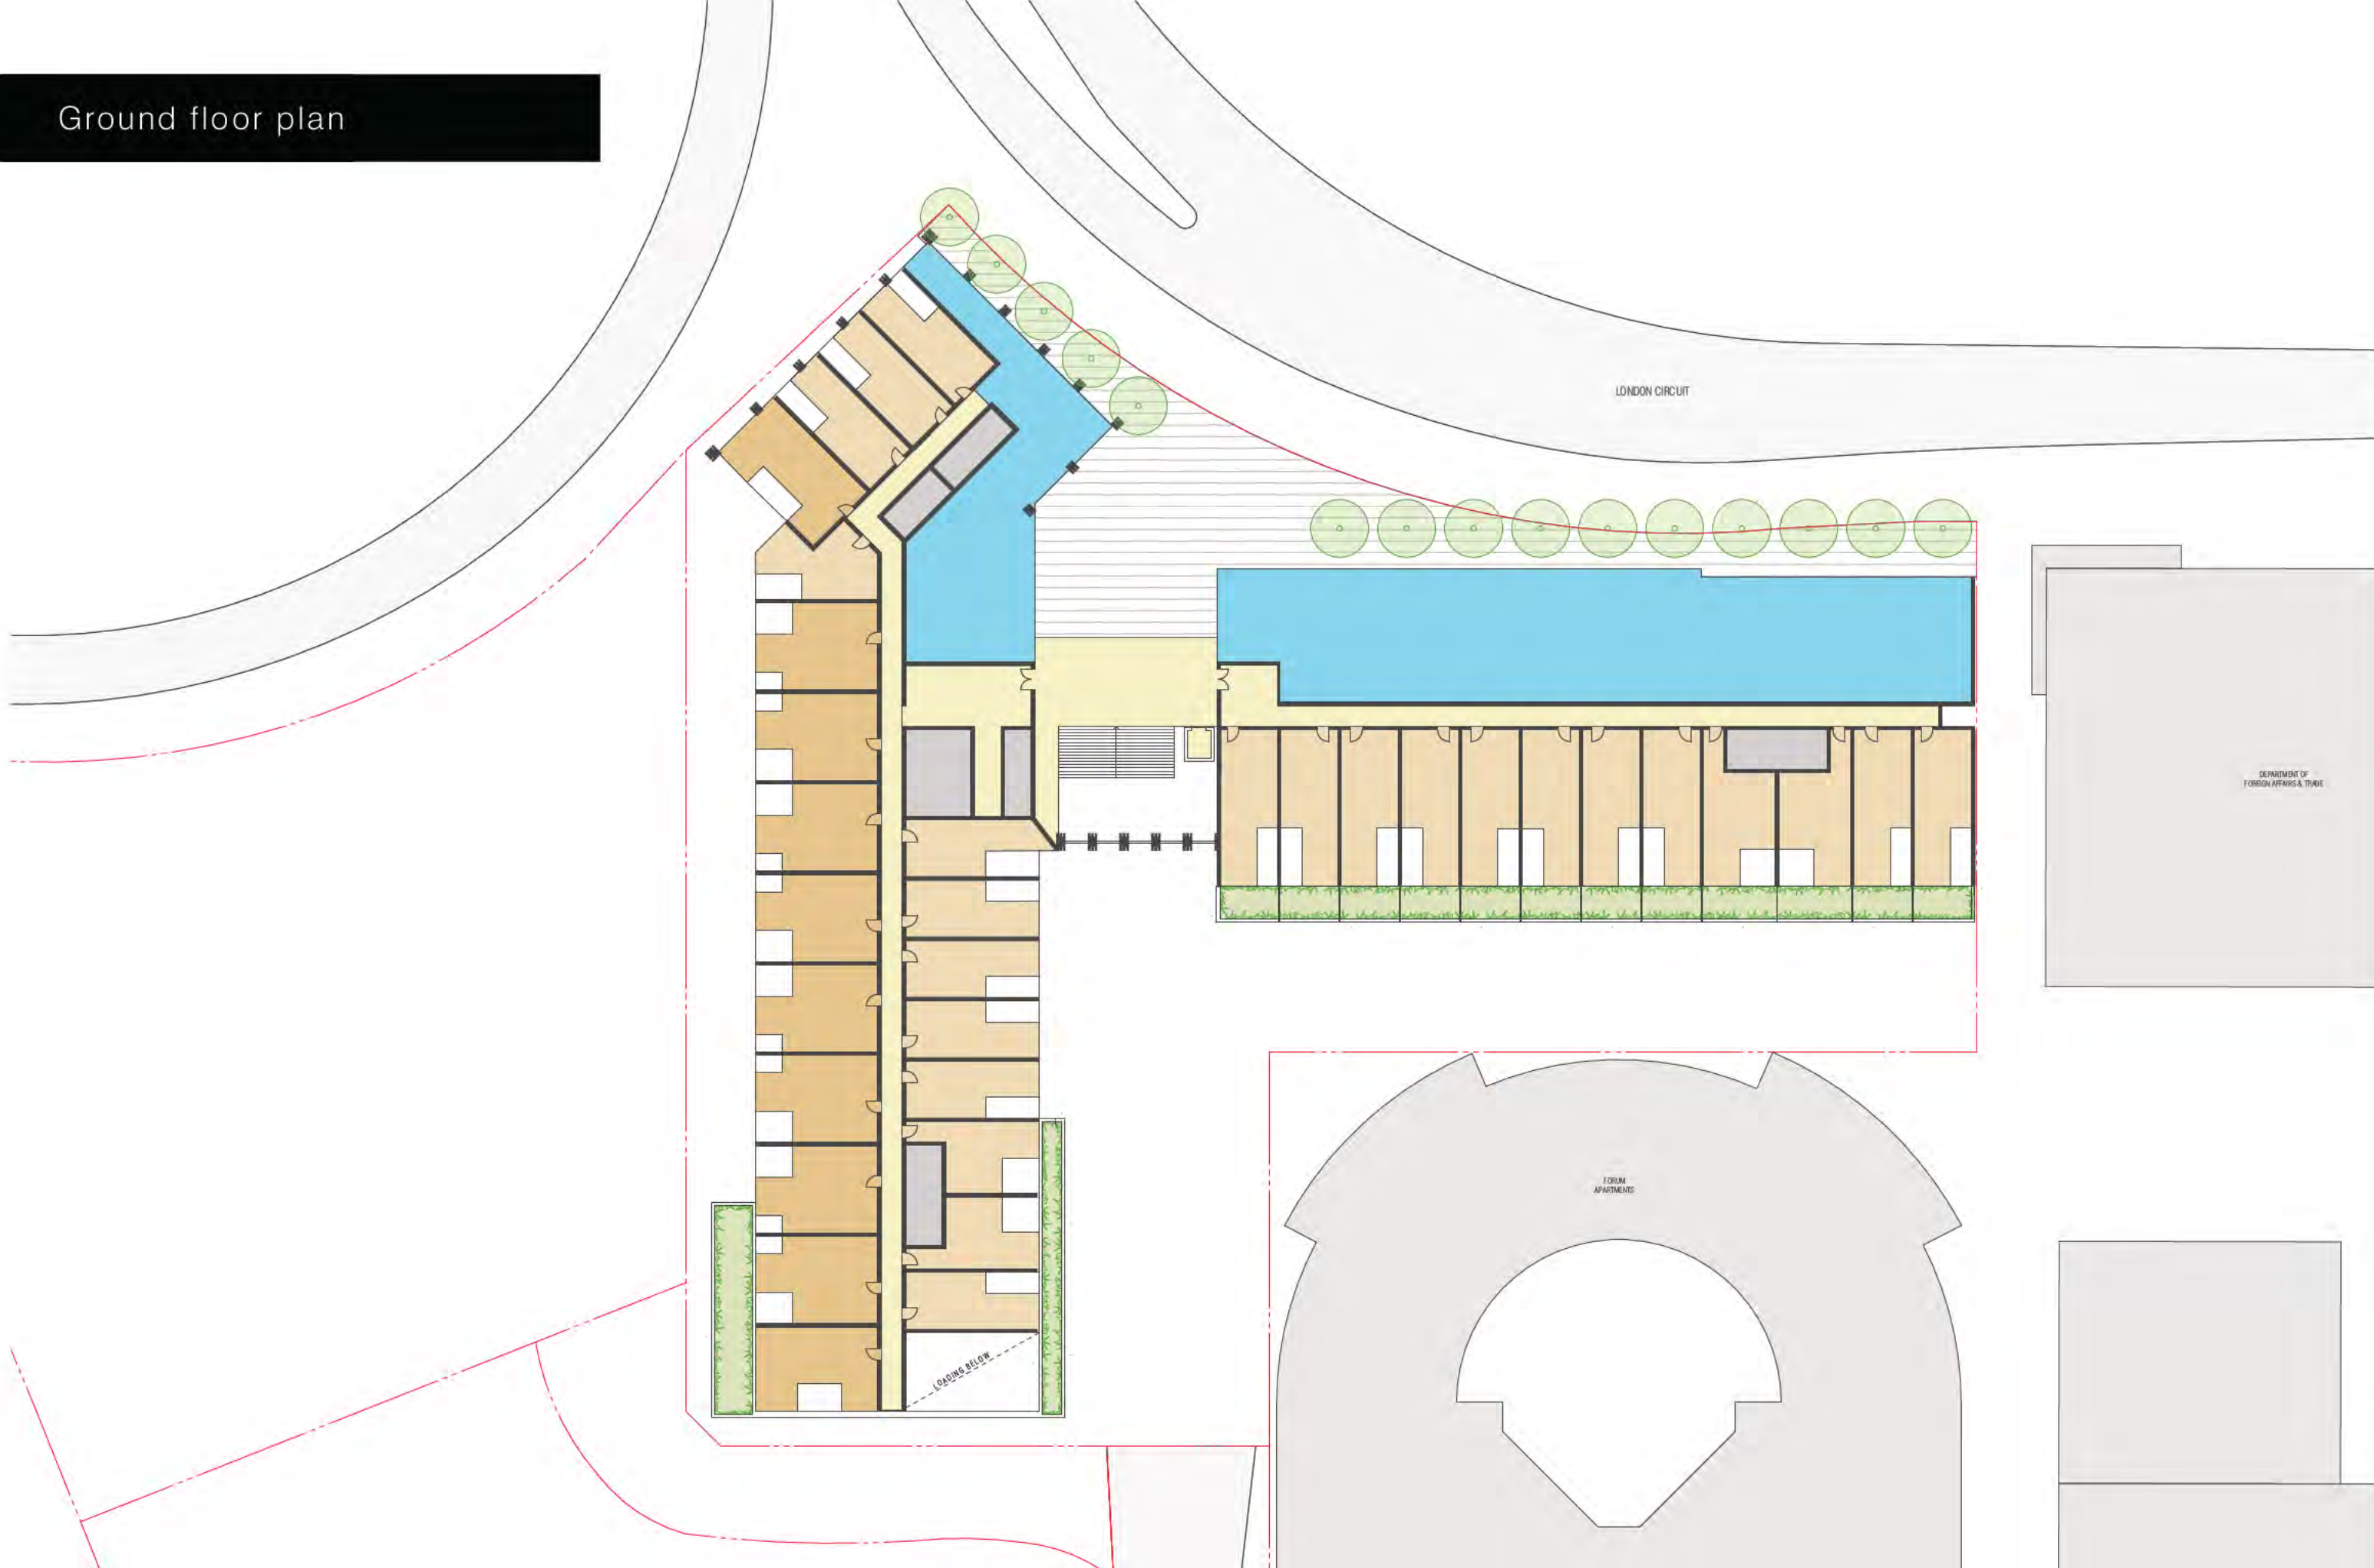 Ground floor plan
LONDON CIRCUIT
DEPARTMENT OF
FOREIGN AFFAIRS & TRADE
FORUM
APARTMENTS
LOADING BELOW